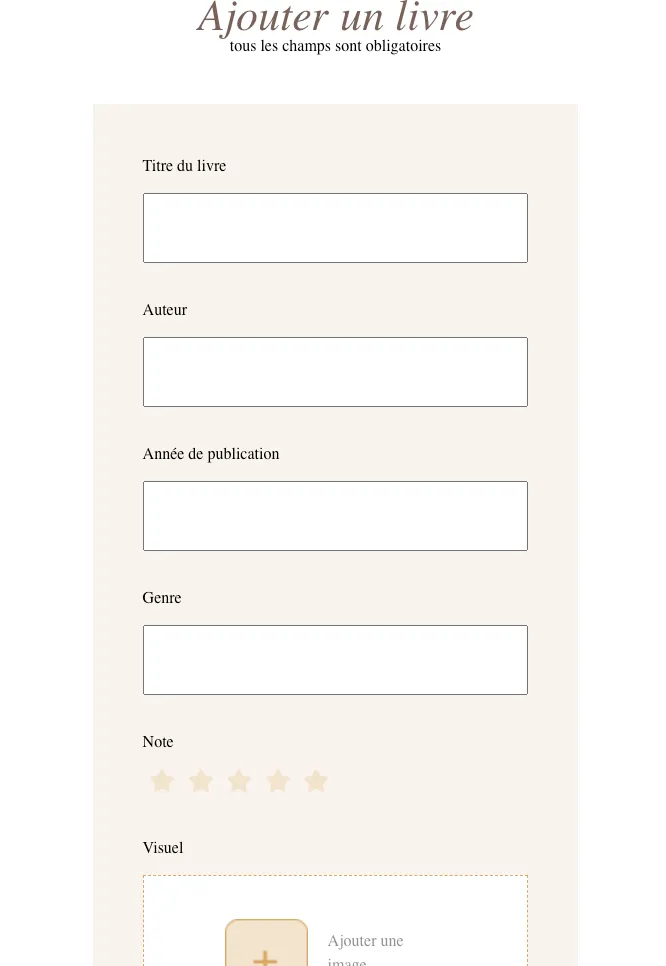 Ajouter un livre
tous les champs sont obligatoires
Titre du livre
Auteur
Année de publication
Genre
Note
Visuel
Ajouter une
image